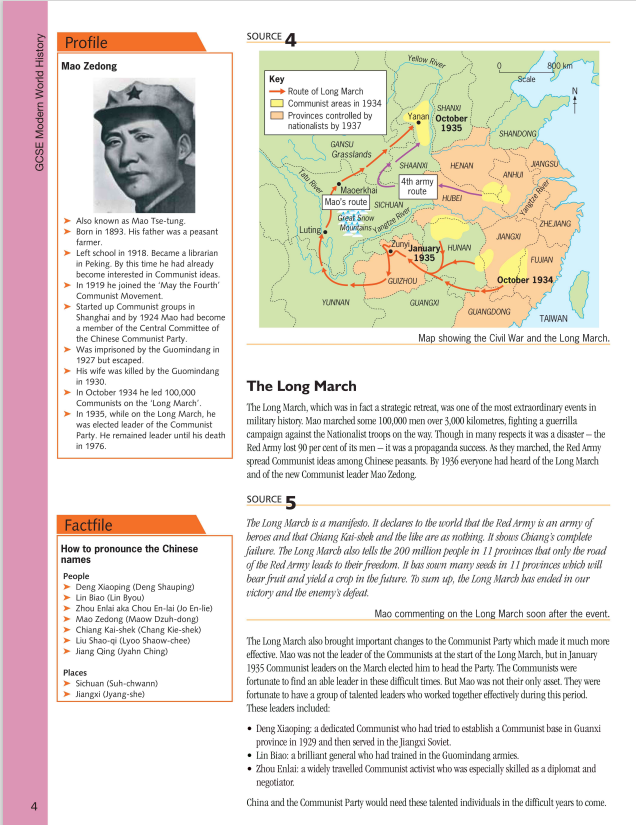 GCSE Modern World History
Profile
Mao Zedong
➤ Also known as Mao Tse-tung.
➤ Born in 1893. His father was a peasant
farmer.
➤ Left school in 1918. Became a librarian
in Peking. By this time he had already
become interested in Communist ideas.
➤ In 1919 he joined the ‘May the Fourth’
Communist Movement.
➤ Started up Communist groups in
Shanghai and by 1924 Mao had become
a member of the Central Committee of
the Chinese Communist Party.
➤ Was imprisoned by the Guomindang in
1927 but escaped.
➤ His wife was killed by the Guomindang
in 1930.
➤ In October 1934 he led 100,000
Communists on the ‘Long March’.
➤ In 1935, while on the Long March, he
was elected leader of the Communist
Party. He remained leader until his death
in 1976.
Factfile
How to pronounce the Chinese
names
People
➤ Deng Xiaoping (Deng Shauping)
➤ Lin Biao (Lin Byou)
➤ Zhou Enlai aka Chou En-lai (Jo En-lie)
➤ Mao Zedong (Maow Dzuh-dong)
➤ Chiang Kai-shek (Chang Kie-shek)
➤ Liu Shao-qi (Lyoo Shaow-chee)
➤ Jiang Qing (Jyahn Ching)
Places
➤ Sichuan (Suh-chwann)
➤ Jiangxi (Jyang-she)
4
SOURCE 4
Key
Route of Long March
Communist areas in 1934
Provinces controlled by
nationalists by 1937
Yellow River
0 800 km
Scale
N
SHANXI
Yanan
October
1935
SHANDONG
GANSU
Grasslands
SHAANXI
HENAN
JIANGSU
ANHUI
Tatu River
Maoerkhai
4th army
route
Mao's route
SICHUAN
HUBEI
Yangtze River
Great Snow
Mountains
Yangtze River
ZHEJIANG
Luting
Zunyi
January
1935
HUNAN
JIANGXI
FUJIAN
GUIZHOU
October 1934
YUNNAN
GUANGXI
GUANGDONG
TAIWAN
Map showing the Civil War and the Long March.
The Long March
The Long March, which was in fact a strategic retreat, was one of the most extraordinary events in
military history. Mao marched some 100,000 men over 3,000 kilometres, fighting a guerrilla
campaign against the Nationalist troops on the way. Though in many respects it was a disaster – the
Red Army lost 90 per cent of its men – it was a propaganda success. As they marched, the Red Army
spread Communist ideas among Chinese peasants. By 1936 everyone had heard of the Long March
and of the new Communist leader Mao Zedong.
SOURCE 5
The Long March is a manifesto. It declares to the world that the Red Army is an army of
heroes and that Chiang Kai-shek and the like are as nothing. It shows Chiang's complete
failure. The Long March also tells the 200 million people in 11 provinces that only the road
of the Red Army leads to their freedom. It has sown many seeds in 11 provinces which will
bear fruit and yield a crop in the future. To sum up, the Long March has ended in our
victory and the enemy's defeat.
Mao commenting on the Long March soon after the event.
The Long March also brought important changes to the Communist Party which made it much more
effective. Mao was not the leader of the Communists at the start of the Long March, but in January
1935 Communist leaders on the March elected him to head the Party. The Communists were
fortunate to find an able leader in these difficult times. But Mao was not their only asset. They were
fortunate to have a group of talented leaders who worked together effectively during this period.
These leaders included:
• Deng Xiaoping: a dedicated Communist who had tried to establish a Communist base in Guanxi
province in 1929 and then served in the Jiangxi Soviet.
• Lin Biao: a brilliant general who had trained in the Guomindang armies.
• Zhou Enlai: a widely travelled Communist activist who was especially skilled as a diplomat and
negotiator.
China and the Communist Party would need these talented individuals in the difficult years to come.